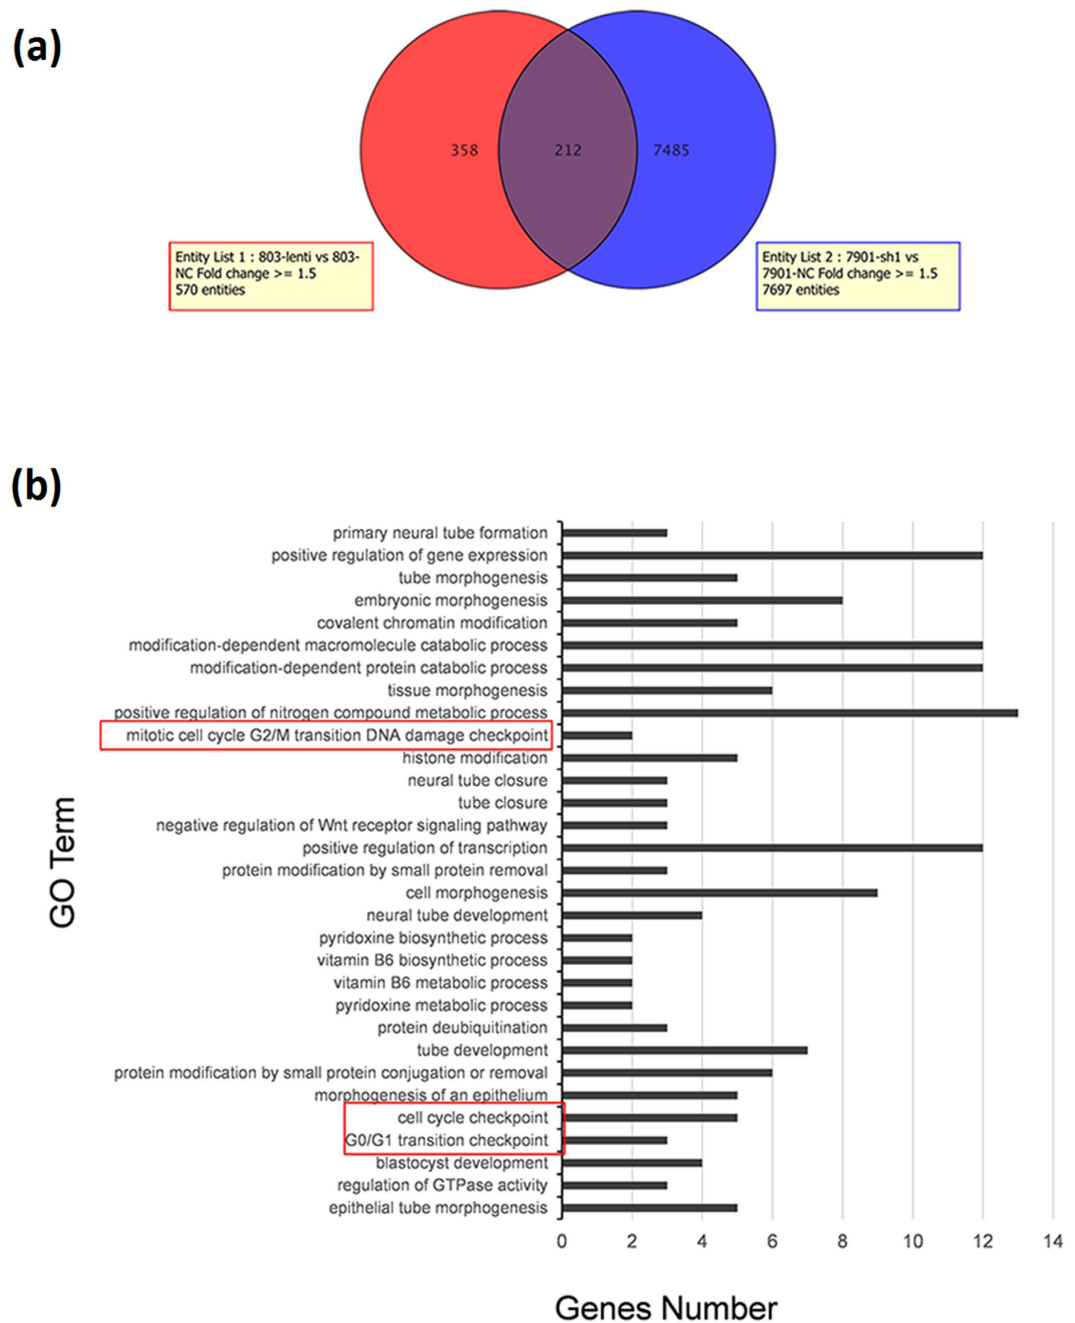 (a)
358
212
7485
Entity List 1 : 803-lenti vs 803-
NC Fold change >= 1.5
570 entities
Entity List 2 : 7901-sh1 vs
7901-NC Fold change >= 1.5
7697 entities
(b)
GO Term
primary neural tube formation
positive regulation of gene expression
tube morphogenesis
embryonic morphogenesis
covalent chromatin modification
modification-dependent macromolecule catabolic process
modification-dependent protein catabolic process
tissue morphogenesis
positive regulation of nitrogen compound metabolic process
mitotic cell cycle G2/M transition DNA damage checkpoint
histone modification
neural tube closure
tube closure
negative regulation of Wnt receptor signaling pathway
positive regulation of transcription
protein modification by small protein removal
cell morphogenesis
neural tube development
pyridoxine biosynthetic process
vitamin B6 biosynthetic process
vitamin B6 metabolic process
pyridoxine metabolic process
protein deubiquitination
tube development
protein modification by small protein conjugation or removal
morphogenesis of an epithelium
cell cycle checkpoint
G0/G1 transition checkpoint
blastocyst development
regulation of GTPase activity
epithelial tube morphogenesis
0 2 4 6 8 10 12 14
Genes Number